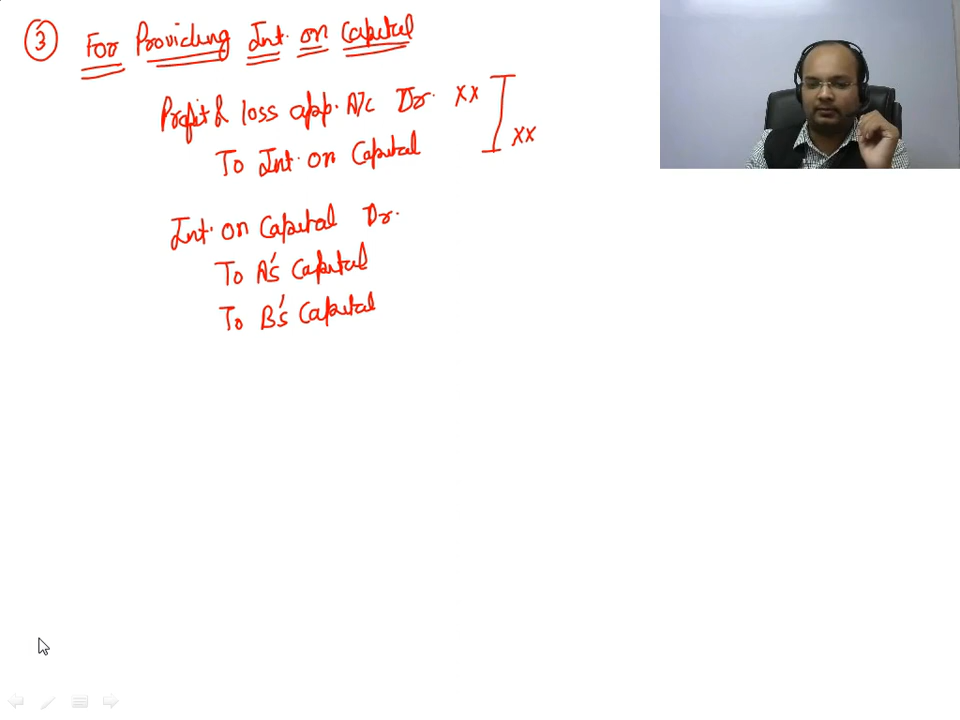 ③ For Providing Int. on Capital
Profit & loss app. A/c Dr. xx
To Int. on Capital xx
Int. on Capital Dr.
To A's Capital
To B's Capital